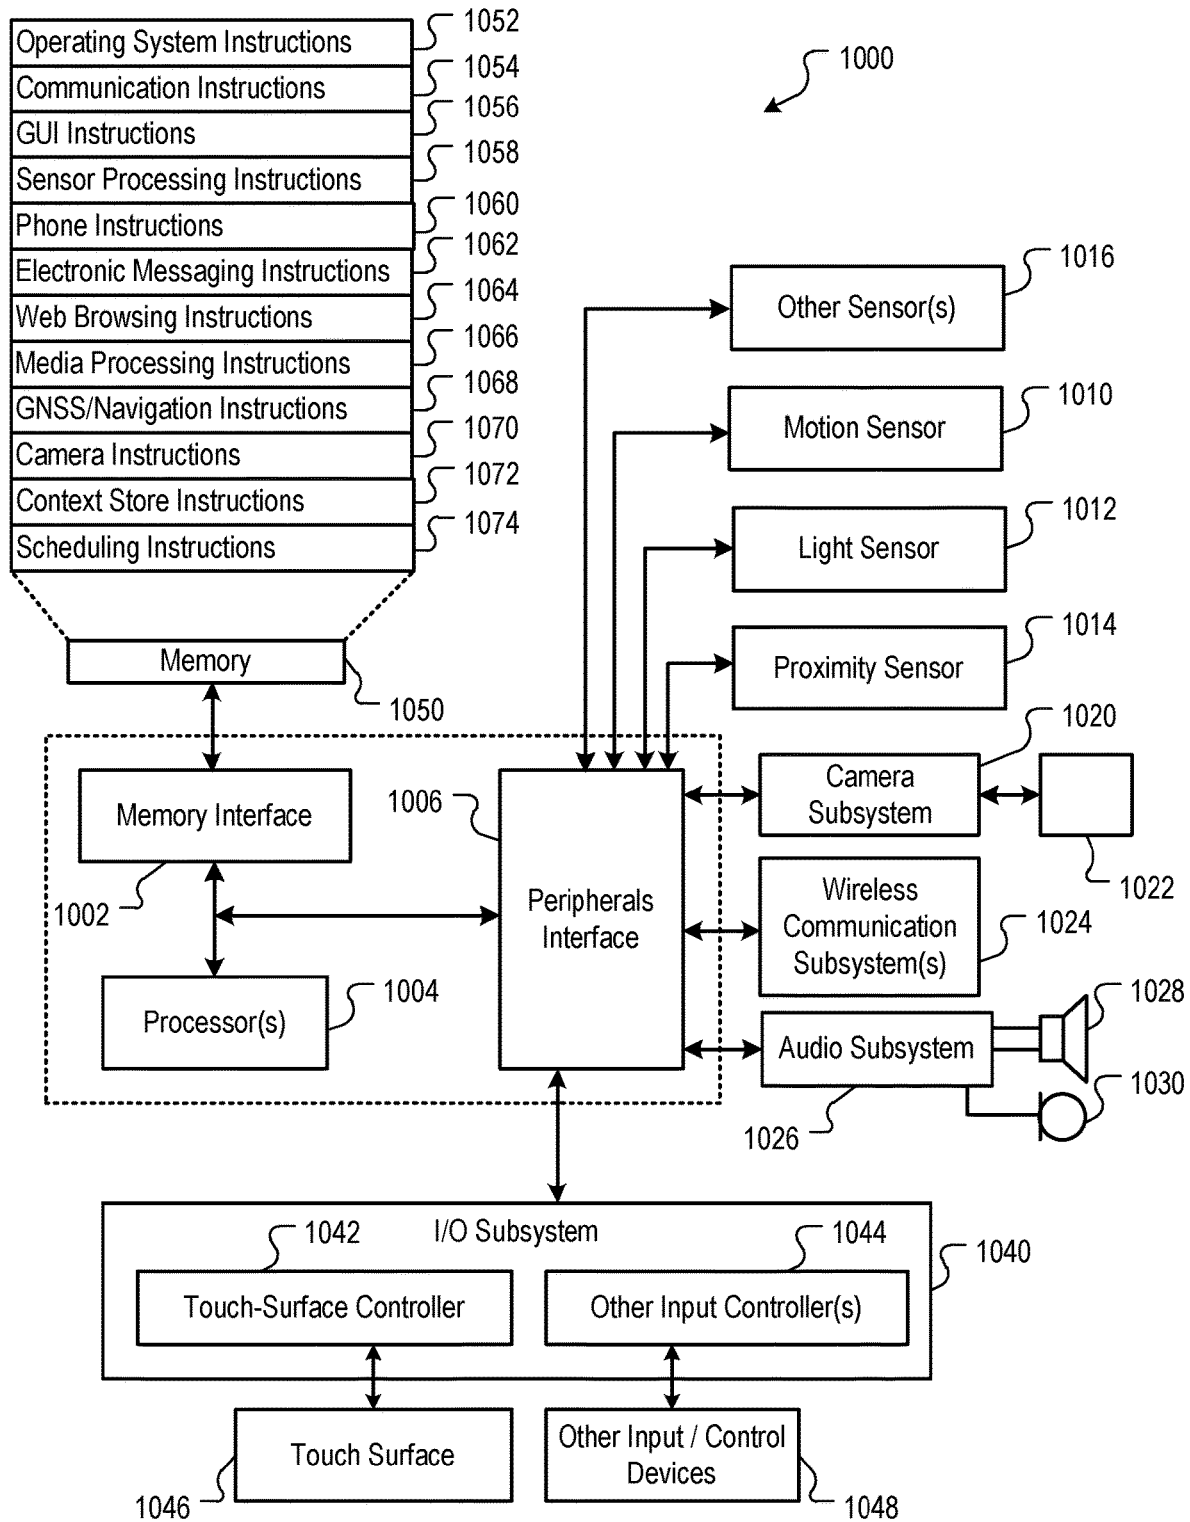 1052
Operating System Instructions
1054
Communication Instructions
1056
GUI Instructions
1058
Sensor Processing Instructions
1060
Phone Instructions
1062
Electronic Messaging Instructions
1064
Web Browsing Instructions
1066
Media Processing Instructions
1068
GNSS/Navigation Instructions
1070
Camera Instructions
1072
Context Store Instructions
1074
Scheduling Instructions
Memory
1050
1000
1016
Other Sensor(s)
1010
Motion Sensor
1012
Light Sensor
1014
Proximity Sensor
1020
Camera
Subsystem
1022
Memory Interface
1002
1006
Peripherals
Interface
Wireless
Communication
Subsystem(s)
1024
1004
Processor(s)
Audio Subsystem
1028
1030
1026
I/O Subsystem
1042
1044
1040
Touch-Surface Controller
Other Input Controller(s)
Touch Surface
1046
Other Input / Control
Devices
1048